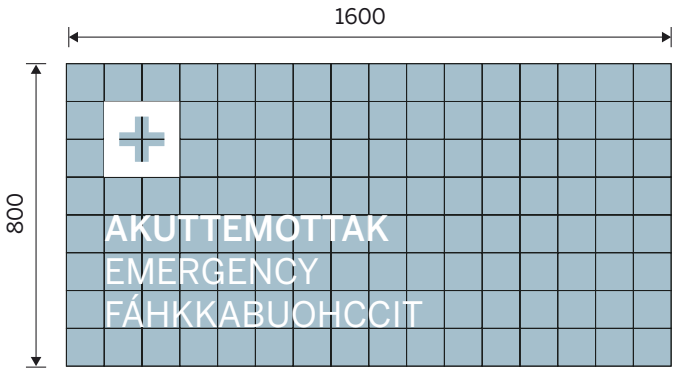 1600
800
AKUTTEMOTTAK
EMERGENCY
FÁHKKABUOHCCIT